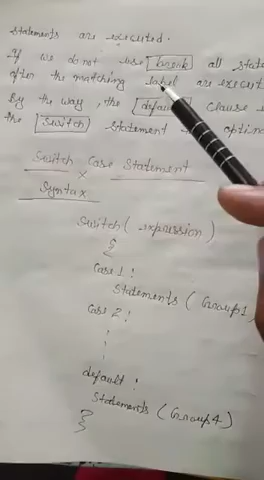 statements are executed.
If we do not use break all state
after the matching label are execut
By the way, the default clause
the switch statement optio
Switch Case Statement
Syntax
Switch (expression)
{
Case 1 :
Statements (Group1)
Case 2 :
:
:
default :
Statements (Group4)
}